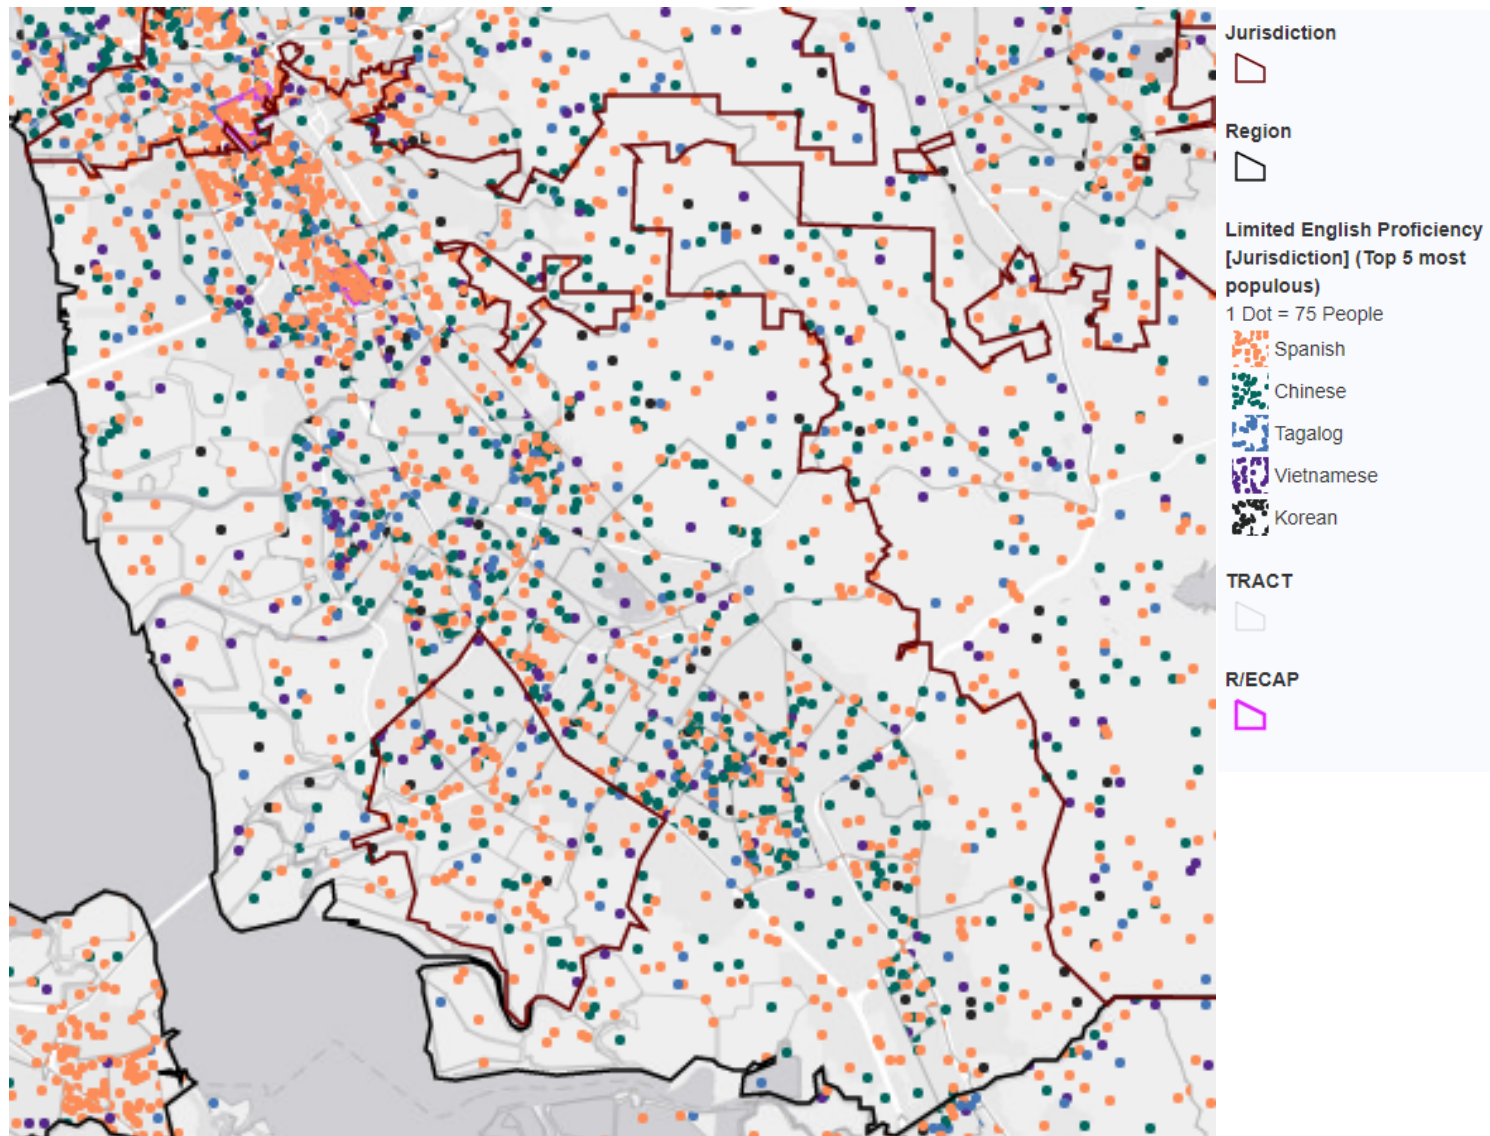 Jurisdiction
Region
Limited English Proficiency
[Jurisdiction] (Top 5 most
populous)
1 Dot = 75 People
Spanish
Chinese
Tagalog
Vietnamese
Korean
TRACT
R/ECAP